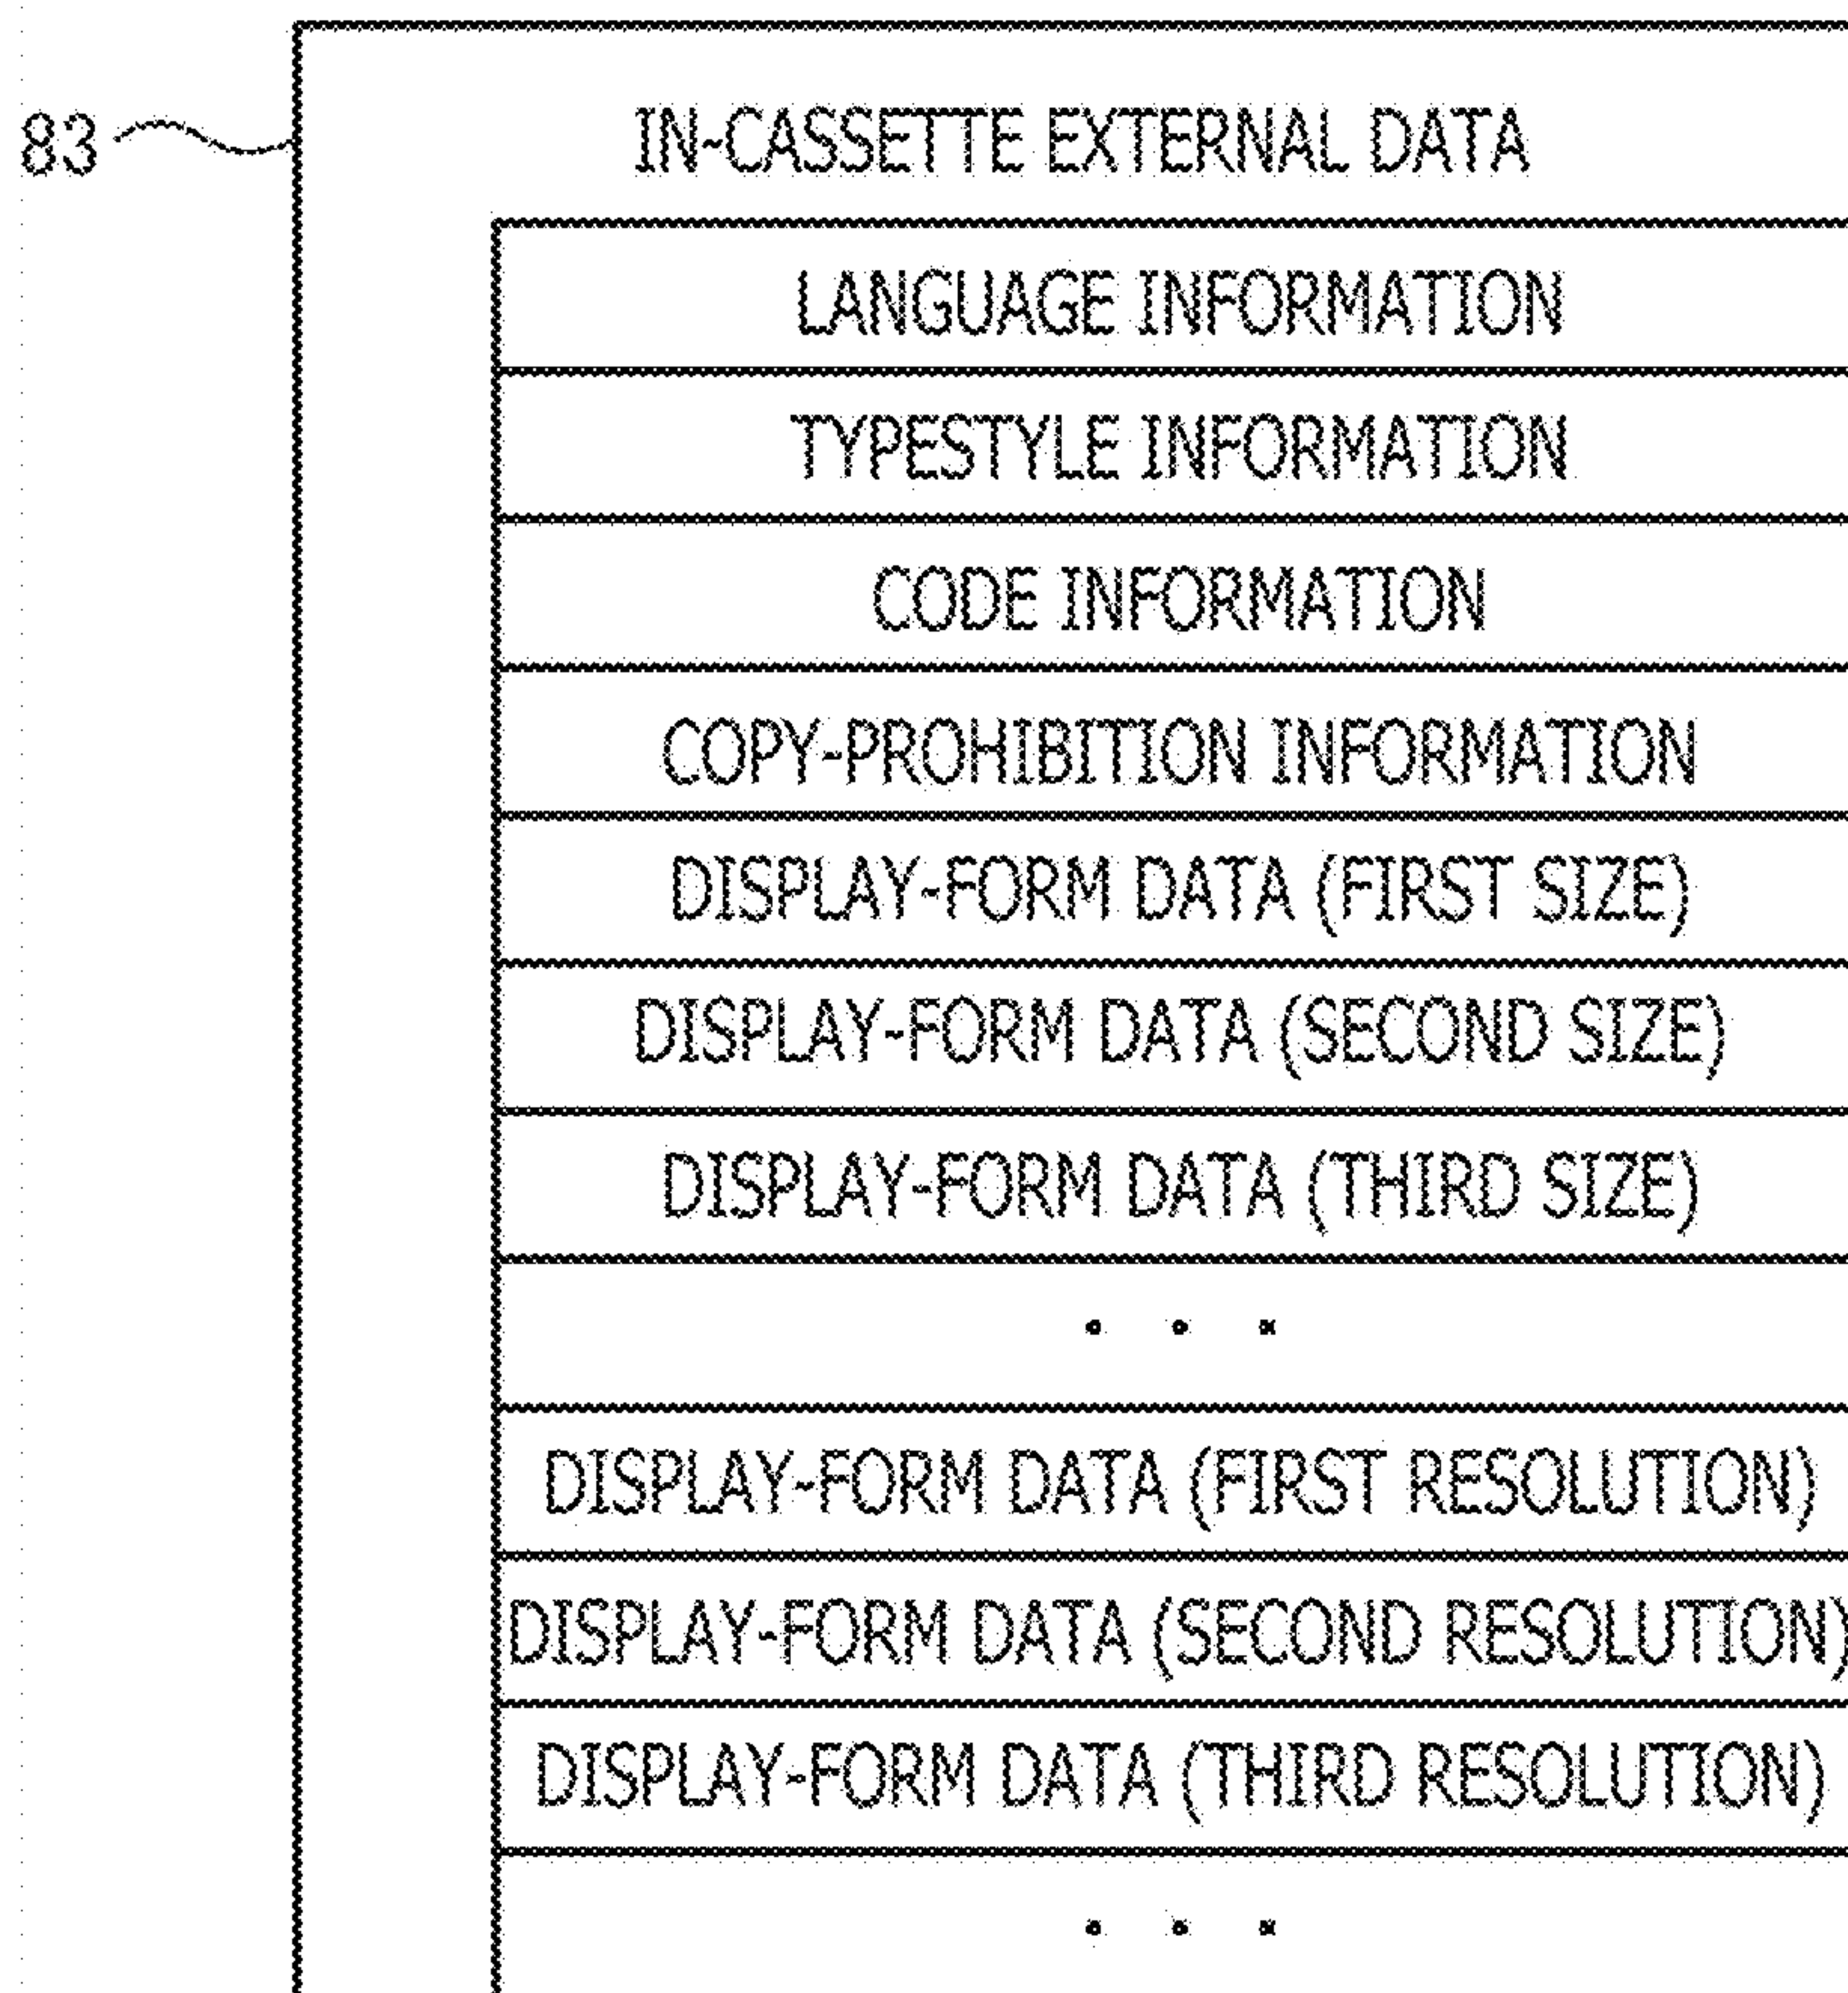 83
IN-CASSETTE EXTERNAL DATA
LANGUAGE INFORMATION
TYPESTYLE INFORMATION
CODE INFORMATION
COPY-PROHIBITION INFORMATION
DISPLAY-FORM DATA (FIRST SIZE)
DISPLAY-FORM DATA (SECOND SIZE)
DISPLAY-FORM DATA (THIRD SIZE)
. . .
DISPLAY-FORM DATA (FIRST RESOLUTION)
DISPLAY-FORM DATA (SECOND RESOLUTION)
DISPLAY-FORM DATA (THIRD RESOLUTION)
. . .